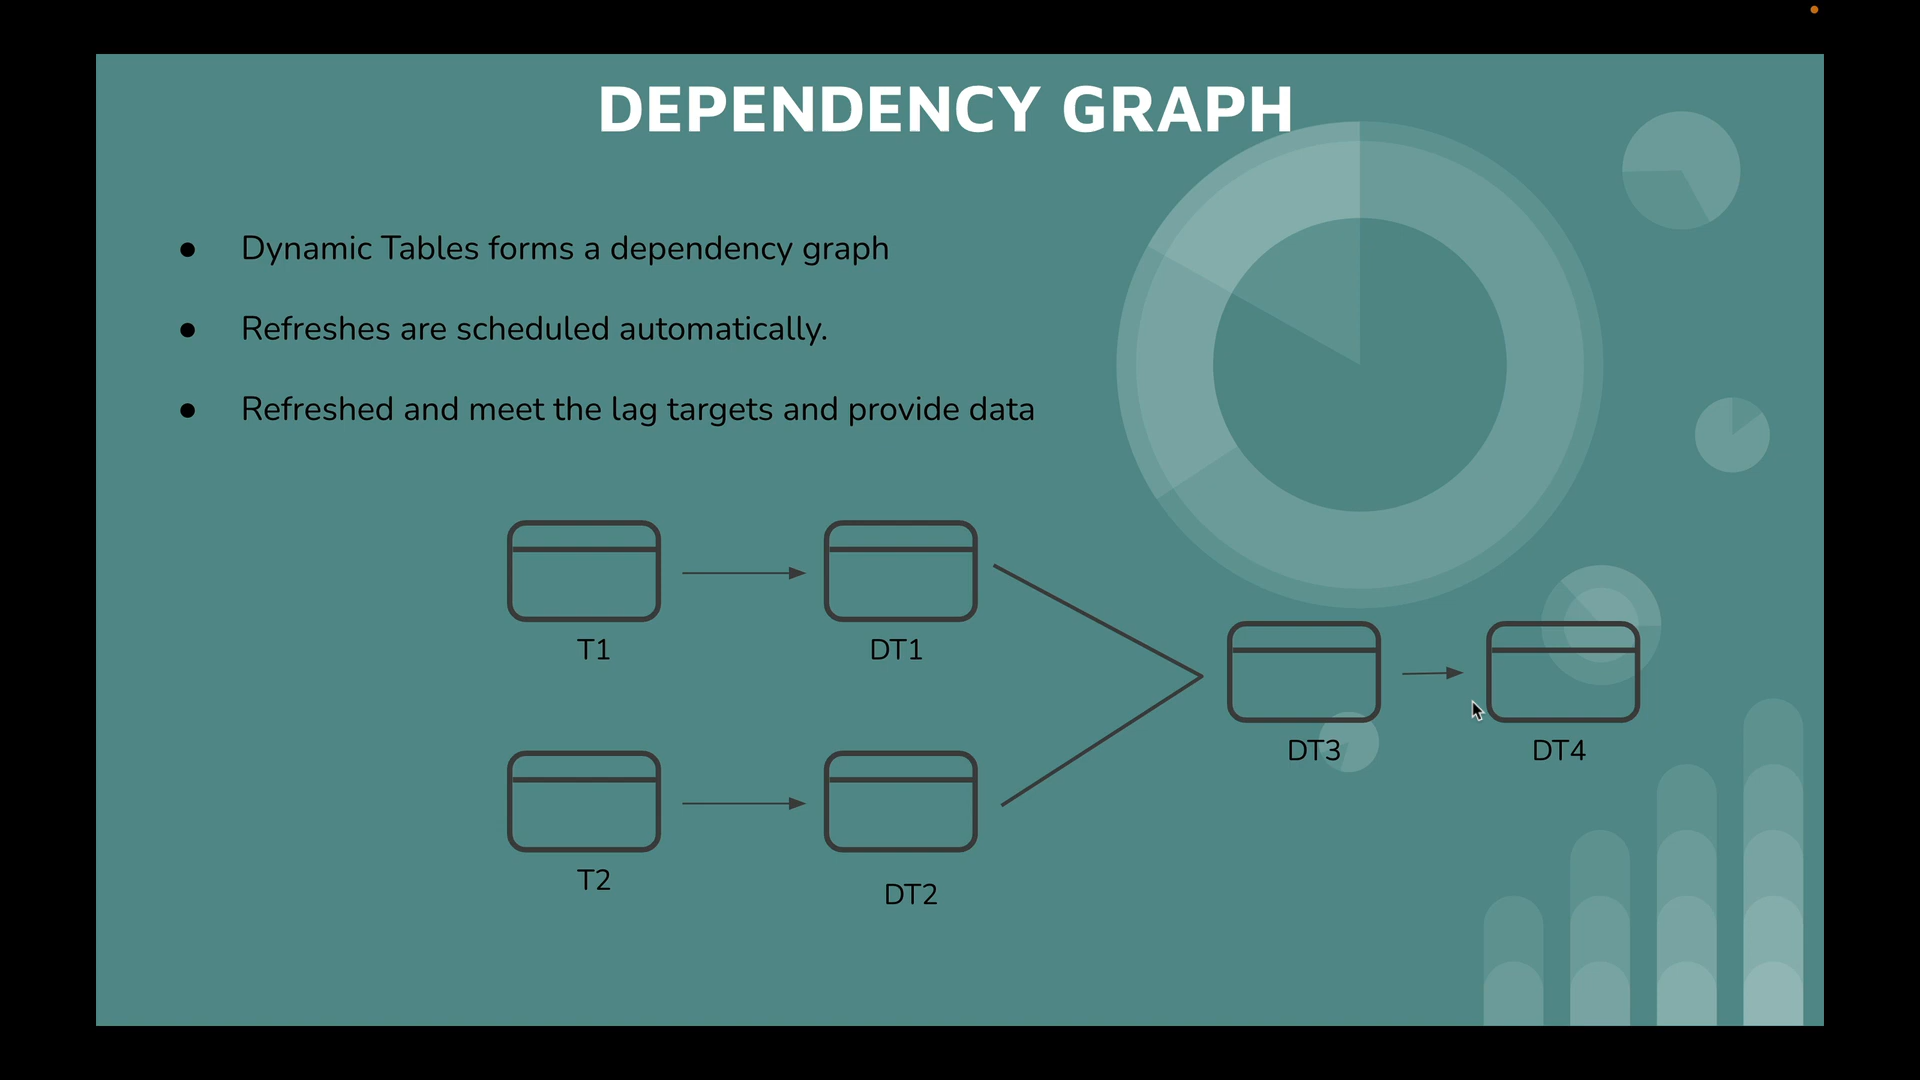 DEPENDENCY GRAPH
● Dynamic Tables forms a dependency graph
● Refreshes are scheduled automatically.
● Refreshed and meet the lag targets and provide data
T1
DT1
DT3
DT4
T2
DT2